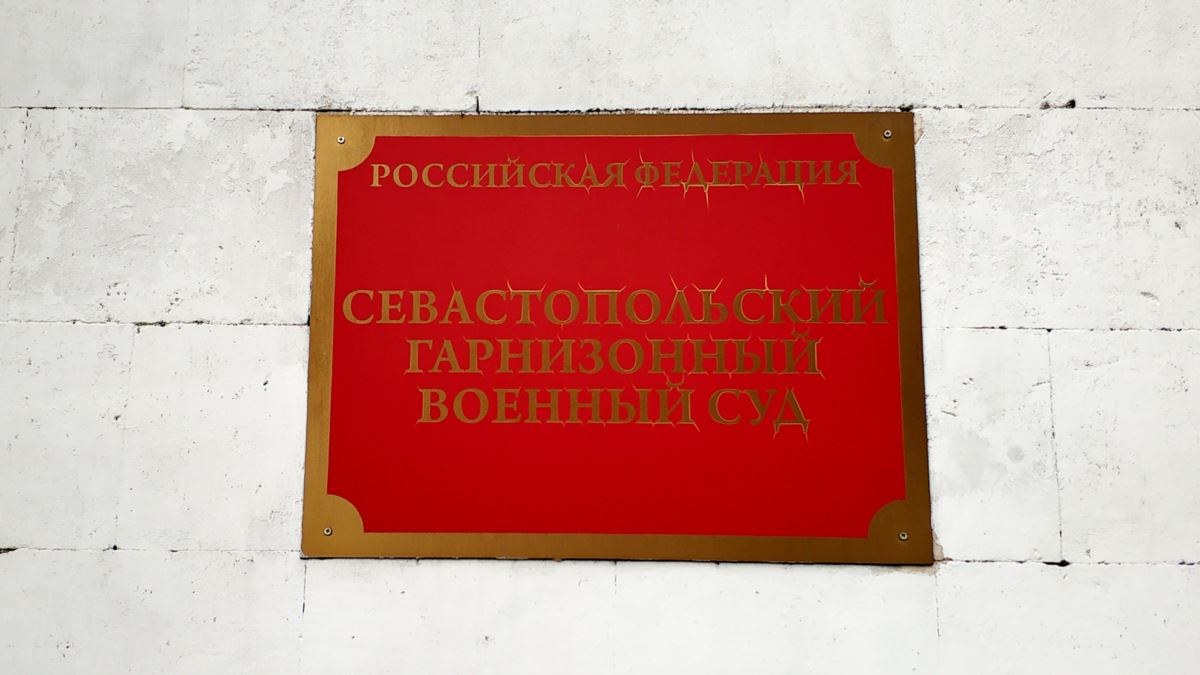 РОССИЙСКАЯ ФЕДЕРАЦИЯ
СЕВАСТОПОЛЬСКИЙ
ГАРНИЗОННЫЙ
ВОЕННЫЙ СУД